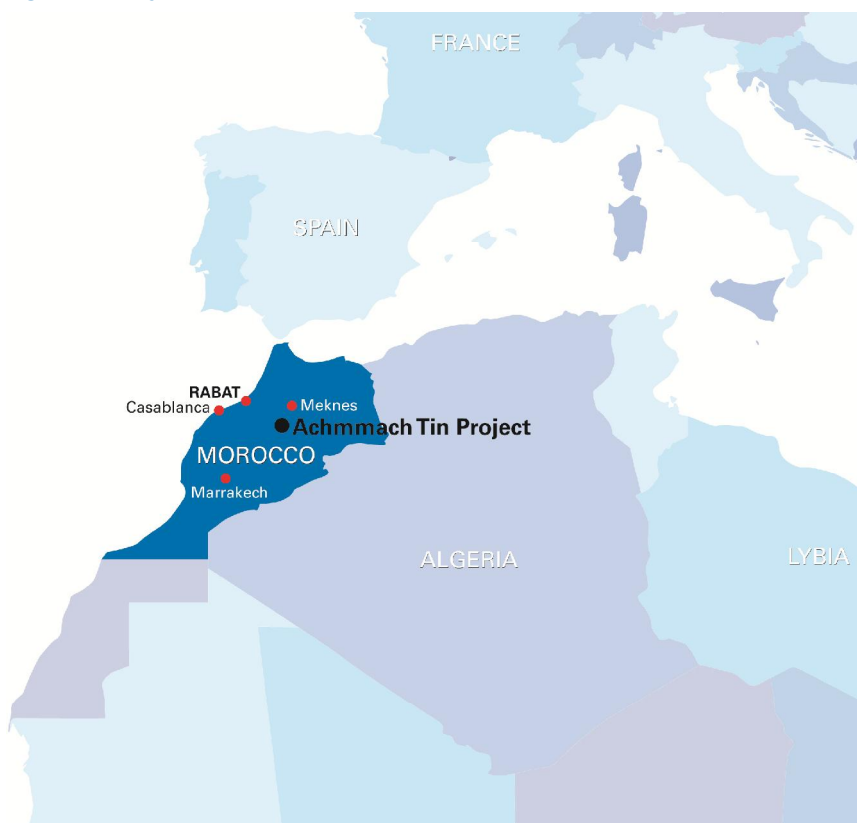 FRANCE
SPAIN
RABAT
Casablanca
Meknes
Achmmach Tin Project
MOROCCO
Marrakech
ALGERIA
LYBIA